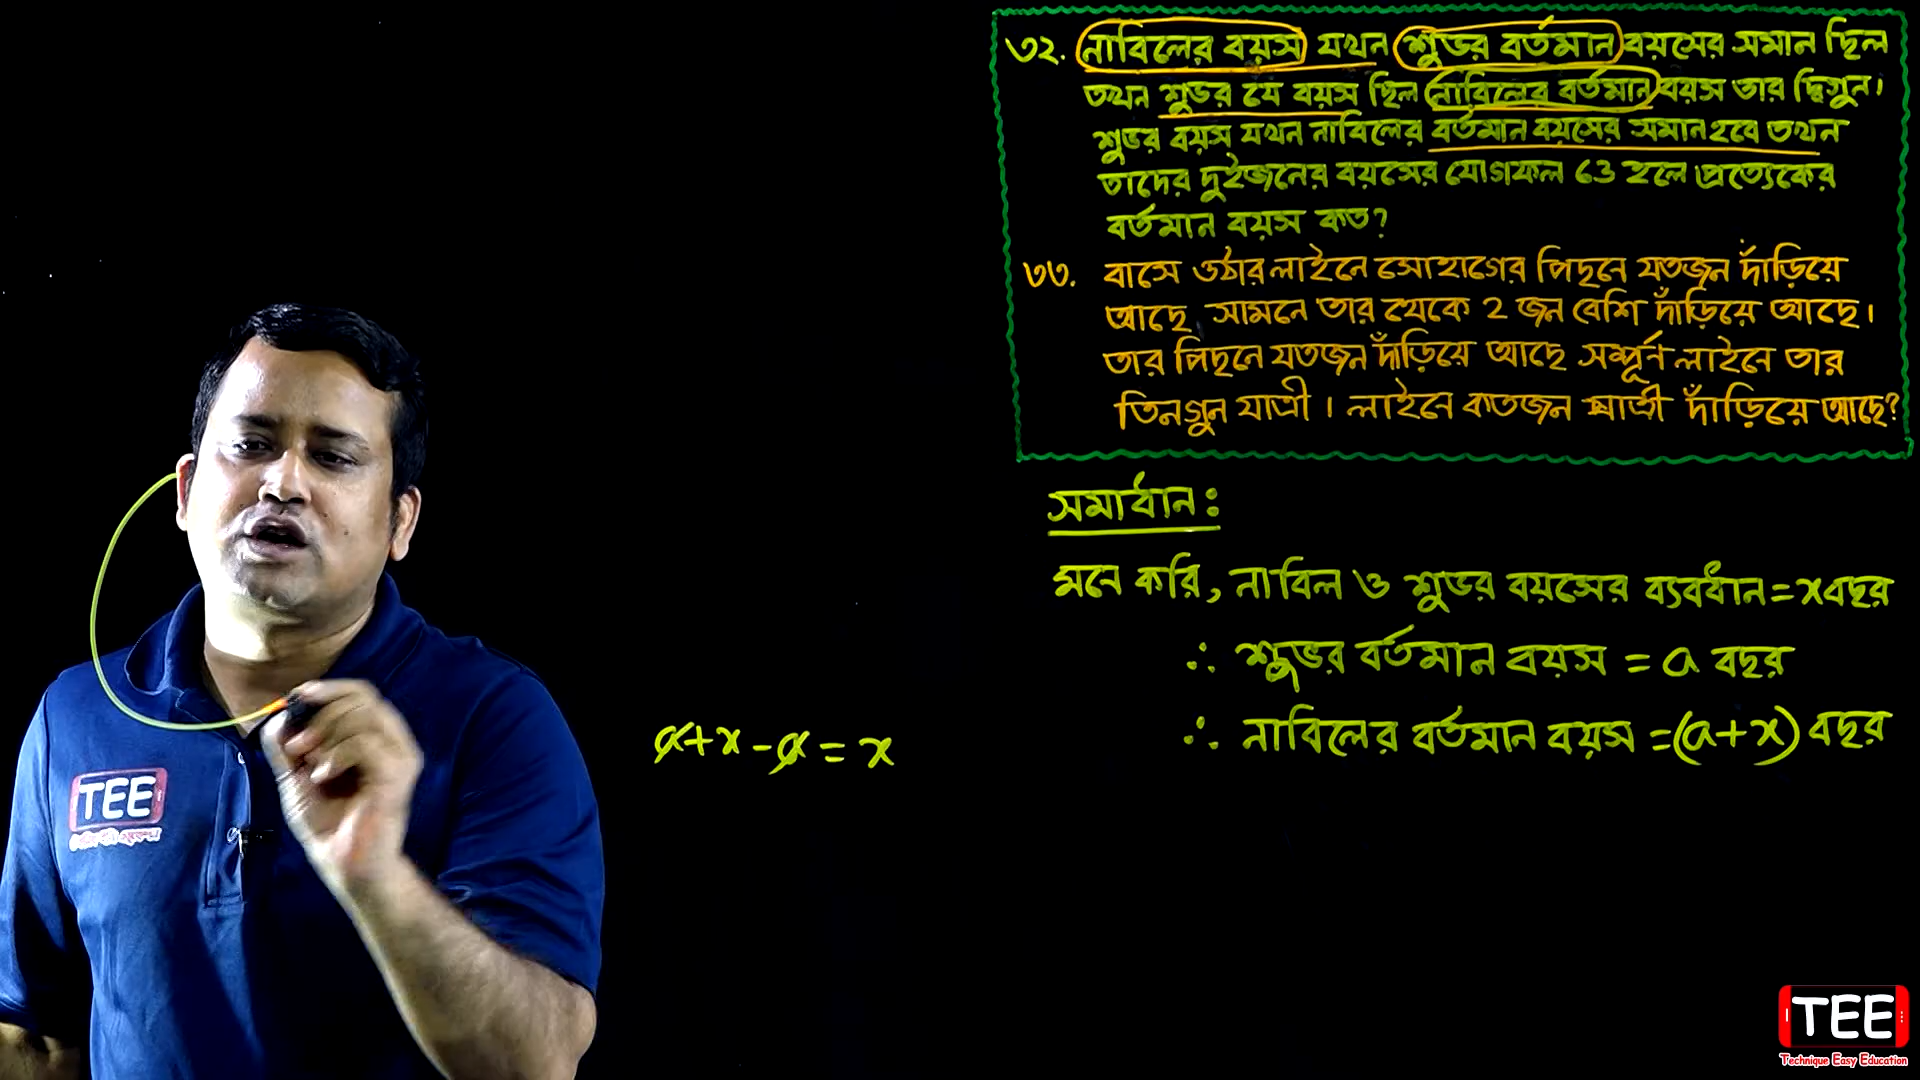 ৩২. নাবিলের বয়স যখন শুভর বর্তমান বয়সের সমান ছিল
তখন শুভর যে বয়স ছিল নাবিলের বর্তমান বয়স তার দ্বিগুন।
শুভর বয়স যখন নাবিলের বর্তমান বয়সের সমান হবে তখন
তাদের দুইজনের বয়সের যোগফল 63 হলে প্রত্যেকের
বর্তমান বয়স কত?
৩৩. বাসে ওঠার লাইনে সোহাগের পিছনে যতজন দাঁড়িয়ে
আছে সামনে তার থেকে 2 জন বেশি দাঁড়িয়ে আছে।
তার পিছনে যতজন দাঁড়িয়ে আছে সম্পূর্ন লাইনে তার
তিনগুন যাত্রী। লাইনে কতজন যাত্রী দাঁড়িয়ে আছে?
সমাধান:
মনে করি, নাবিল ও শুভর বয়সের ব্যবধান = x বছর
∴ শুভর বর্তমান বয়স = a বছর
∴ নাবিলের বর্তমান বয়স = (a+x) বছর
a+x-a = x
TEE
TEE
Technique Easy Education